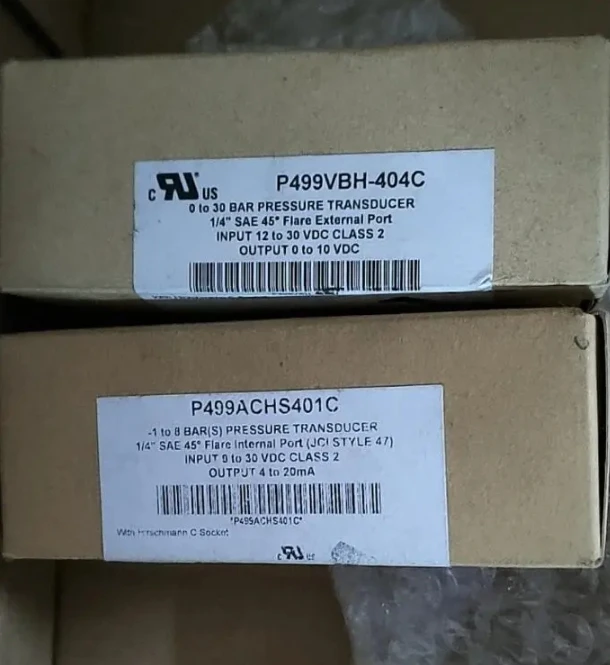 P499VBH-404C
C RU US
0 to 30 BAR PRESSURE TRANSDUCER
1/4" SAE 45° Flare External Port
INPUT 12 to 30 VDC CLASS 2
OUTPUT 0 to 10 VDC
P499ACHS401C
-1 to 8 BAR(S) PRESSURE TRANSDUCER
1/4" SAE 45° Flare Internal Port (JCI STYLE 47)
INPUT 9 to 30 VDC CLASS 2
OUTPUT 4 to 20mA
*P499ACHS401C*
With Hirschmann C Socket
c RU us